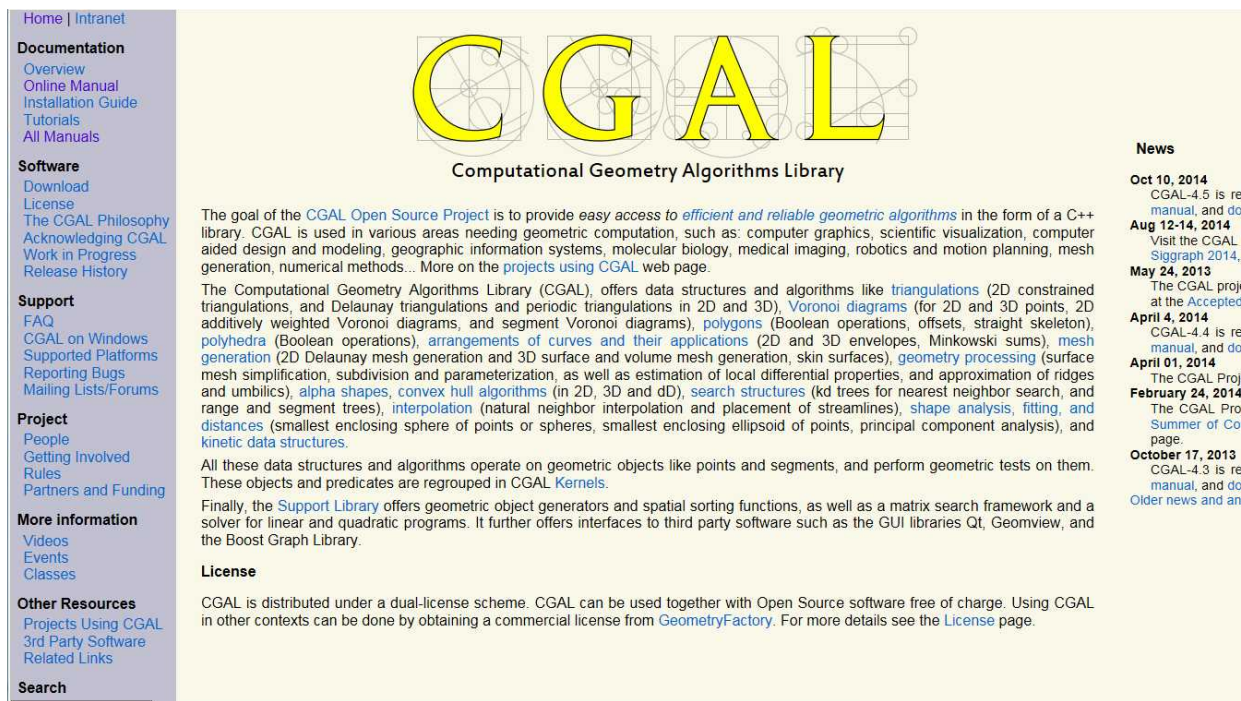 Home | Intranet
Documentation
Overview
Online Manual
Installation Guide
Tutorials
All Manuals
Software
Download
License
The CGAL Philosophy
Acknowledging CGAL
Work in Progress
Release History
Support
FAQ
CGAL on Windows
Supported Platforms
Reporting Bugs
Mailing Lists/Forums
Project
People
Getting Involved
Rules
Partners and Funding
More information
Videos
Events
Classes
Other Resources
Projects Using CGAL
3rd Party Software
Related Links
Search
CGAL
Computational Geometry Algorithms Library
The goal of the CGAL Open Source Project is to provide easy access to efficient and reliable geometric algorithms in the form of a C++
library. CGAL is used in various areas needing geometric computation, such as: computer graphics, scientific visualization, computer
aided design and modeling, geographic information systems, molecular biology, medical imaging, robotics and motion planning, mesh
generation, numerical methods... More on the projects using CGAL web page.
The Computational Geometry Algorithms Library (CGAL), offers data structures and algorithms like triangulations (2D constrained
triangulations, and Delaunay triangulations and periodic triangulations in 2D and 3D), Voronoi diagrams (for 2D and 3D points, 2D
additively weighted Voronoi diagrams, and segment Voronoi diagrams), polygons (Boolean operations, offsets, straight skeleton),
polyhedra (Boolean operations), arrangements of curves and their applications (2D and 3D envelopes, Minkowski sums), mesh
generation (2D Delaunay mesh generation and 3D surface and volume mesh generation, skin surfaces), geometry processing (surface
mesh simplification, subdivision and parameterization, as well as estimation of local differential properties, and approximation of ridges
and umbilics), alpha shapes, convex hull algorithms (in 2D, 3D and dD), search structures (kd trees for nearest neighbor search, and
range and segment trees), interpolation (natural neighbor interpolation and placement of streamlines), shape analysis, fitting, and
distances (smallest enclosing sphere of points or spheres, smallest enclosing ellipsoid of points, principal component analysis), and
kinetic data structures.
All these data structures and algorithms operate on geometric objects like points and segments, and perform geometric tests on them.
These objects and predicates are regrouped in CGAL Kernels.
Finally, the Support Library offers geometric object generators and spatial sorting functions, as well as a matrix search framework and a
solver for linear and quadratic programs. It further offers interfaces to third party software such as the GUI libraries Qt, Geomview, and
the Boost Graph Library.
License
CGAL is distributed under a dual-license scheme. CGAL can be used together with Open Source software free of charge. Using CGAL
in other contexts can be done by obtaining a commercial license from GeometryFactory. For more details see the License page.
News
Oct 10, 2014
CGAL-4.5 is re
manual, and do
Aug 12-14, 2014
Visit the CGAL
Siggraph 2014,
May 24, 2013
The CGAL proje
at the Accepted
April 4, 2014
CGAL-4.4 is re
manual, and do
April 01, 2014
The CGAL Proj
February 24, 2014
The CGAL Pro
Summer of Co
page.
October 17, 2013
CGAL-4.3 is re
manual, and do
Older news and an